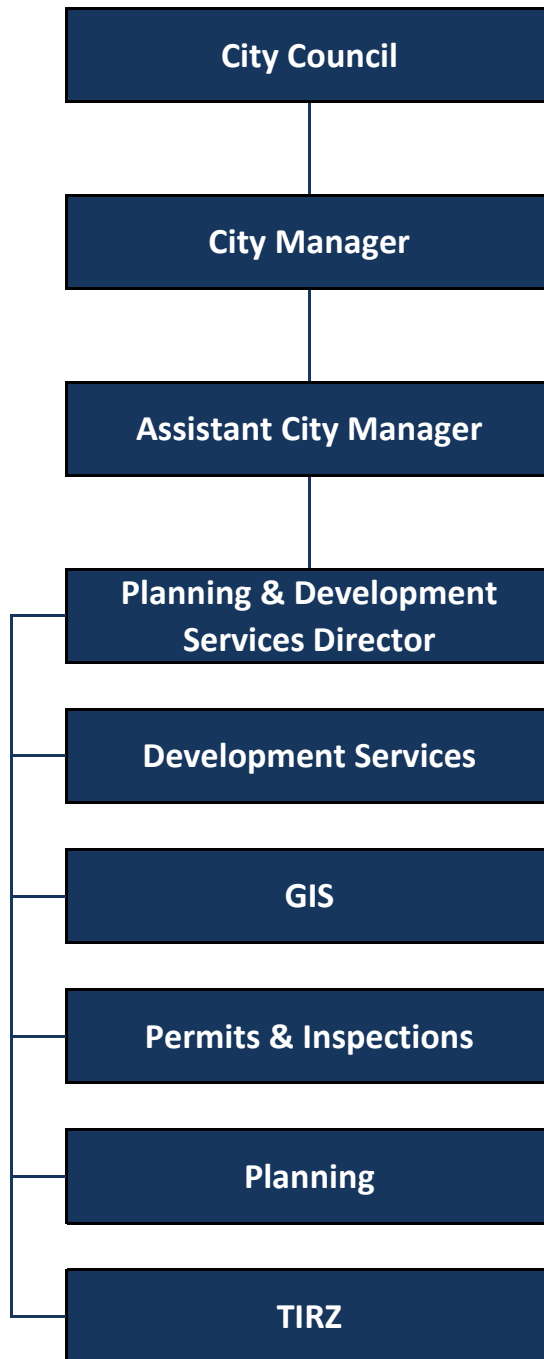 City Council
City Manager
Assistant City Manager
Planning & Development
Services Director
Development Services
GIS
Permits & Inspections
Planning
TIRZ